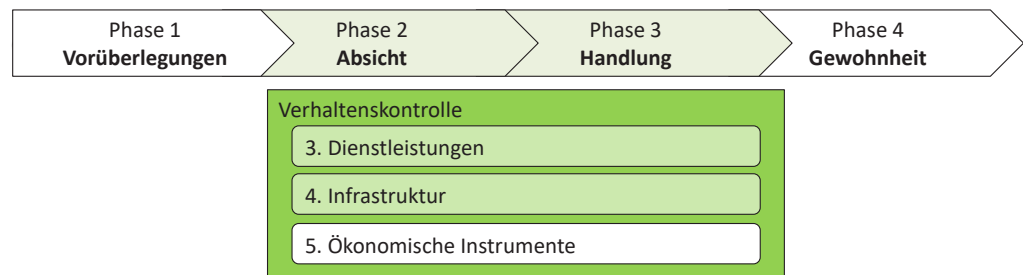 Phase 1
Vorüberlegungen
Phase 2
Absicht
Phase 3
Handlung
Phase 4
Gewohnheit
Verhaltenskontrolle
3. Dienstleistungen
4. Infrastruktur
5. Ökonomische Instrumente